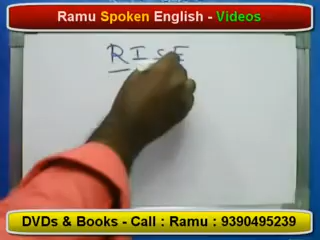 Ramu Spoken English - Videos
RISE
DVDs & Books - Call : Ramu : 9390495239